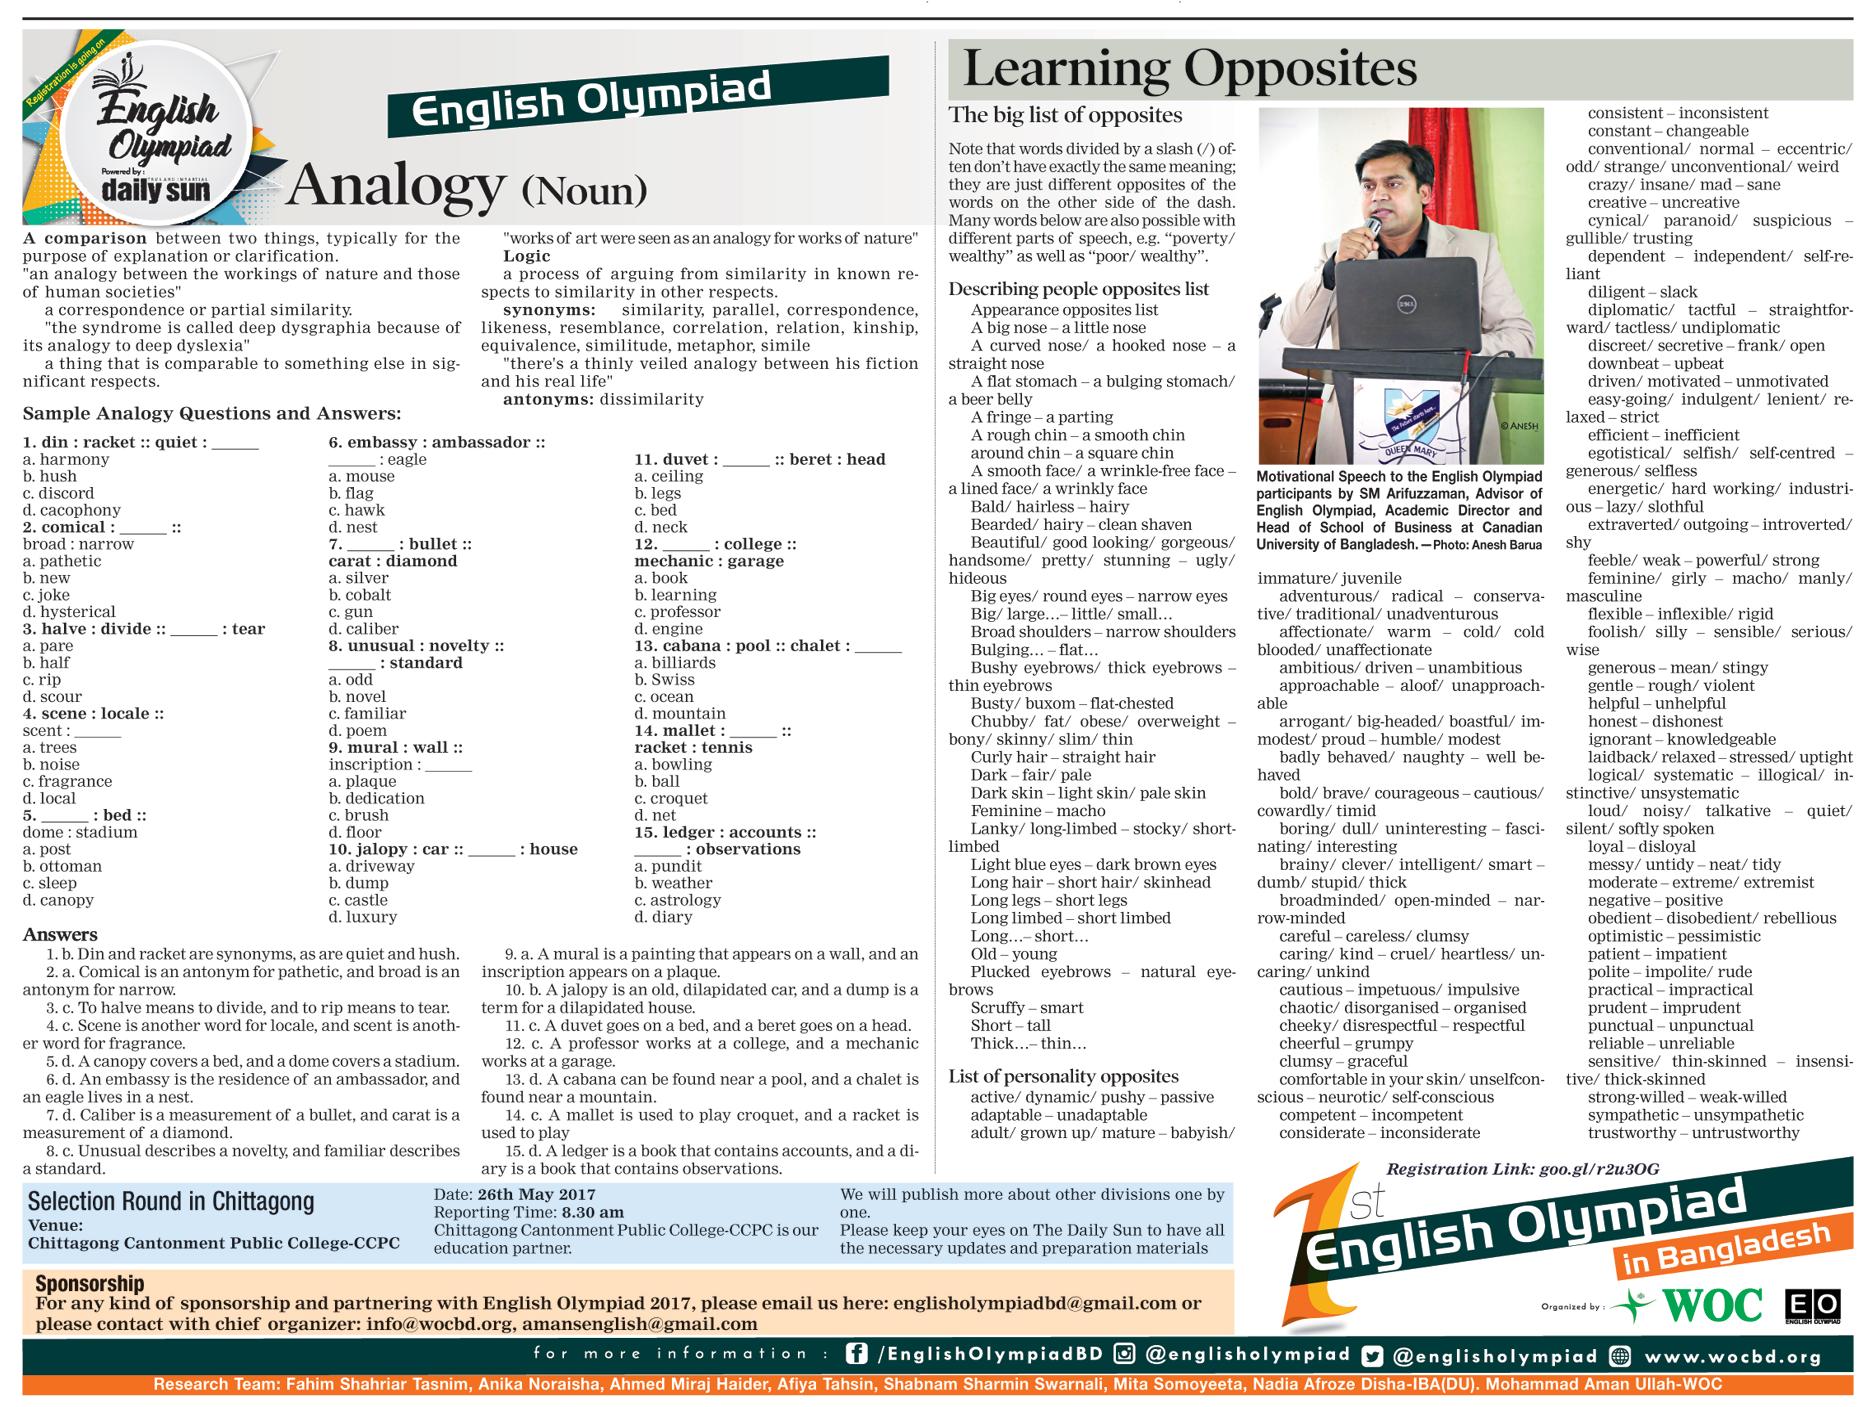 Registration is going on
English
Olympiad
Powered by :
TRUE AND IMPARTIAL
daily sun
English Olympiad
Analogy (Noun)
A comparison between two things, typically for the
purpose of explanation or clarification.
"an analogy between the workings of nature and those
of human societies"
a correspondence or partial similarity.
"the syndrome is called deep dysgraphia because of
its analogy to deep dyslexia"
a thing that is comparable to something else in sig-
nificant respects.
"works of art were seen as an analogy for works of nature"
Logic
a process of arguing from similarity in known re-
spects to similarity in other respects.
synonyms: similarity, parallel, correspondence,
likeness, resemblance, correlation, relation, kinship,
equivalence, similitude, metaphor, simile
"there's a thinly veiled analogy between his fiction
and his real life"
antonyms: dissimilarity
Sample Analogy Questions and Answers:
1. din : racket :: quiet : ______
a. harmony
b. hush
c. discord
d. cacophony
2. comical : ______ ::
broad : narrow
a. pathetic
b. new
c. joke
d. hysterical
3. halve : divide :: ______ : tear
a. pare
b. half
c. rip
d. scour
4. scene : locale ::
scent : ______
a. trees
b. noise
c. fragrance
d. local
5. ______ : bed ::
dome : stadium
a. post
b. ottoman
c. sleep
d. canopy
6. embassy : ambassador ::
______ : eagle
a. mouse
b. flag
c. hawk
d. nest
7. ______ : bullet ::
carat : diamond
a. silver
b. cobalt
c. gun
d. caliber
8. unusual : novelty ::
______ : standard
a. odd
b. novel
c. familiar
d. poem
9. mural : wall ::
inscription : ______
a. plaque
b. dedication
c. brush
d. floor
10. jalopy : car :: ______ : house
a. driveway
b. dump
c. castle
d. luxury
11. duvet : ______ :: beret : head
a. ceiling
b. legs
c. bed
d. neck
12. ______ : college ::
mechanic : garage
a. book
b. learning
c. professor
d. engine
13. cabana : pool :: chalet : ______
a. billiards
b. Swiss
c. ocean
d. mountain
14. mallet : ______ ::
racket : tennis
a. bowling
b. ball
c. croquet
d. net
15. ledger : accounts ::
______ : observations
a. pundit
b. weather
c. astrology
d. diary
Answers
1. b. Din and racket are synonyms, as are quiet and hush.
2. a. Comical is an antonym for pathetic, and broad is an
antonym for narrow.
3. c. To halve means to divide, and to rip means to tear.
4. c. Scene is another word for locale, and scent is anoth-
er word for fragrance.
5. d. A canopy covers a bed, and a dome covers a stadium.
6. d. An embassy is the residence of an ambassador, and
an eagle lives in a nest.
7. d. Caliber is a measurement of a bullet, and carat is a
measurement of a diamond.
8. c. Unusual describes a novelty, and familiar describes
a standard.
9. a. A mural is a painting that appears on a wall, and an
inscription appears on a plaque.
10. b. A jalopy is an old, dilapidated car, and a dump is a
term for a dilapidated house.
11. c. A duvet goes on a bed, and a beret goes on a head.
12. c. A professor works at a college, and a mechanic
works at a garage.
13. d. A cabana can be found near a pool, and a chalet is
found near a mountain.
14. c. A mallet is used to play croquet, and a racket is
used to play
15. d. A ledger is a book that contains accounts, and a di-
ary is a book that contains observations.
Learning Opposites
The big list of opposites
Note that words divided by a slash (/) of-
ten don't have exactly the same meaning;
they are just different opposites of the
words on the other side of the dash.
Many words below are also possible with
different parts of speech, e.g. “poverty/
wealthy” as well as “poor/ wealthy”.
Describing people opposites list
Appearance opposites list
A big nose – a little nose
A curved nose/ a hooked nose – a
straight nose
A flat stomach – a bulging stomach/
a beer belly
A fringe – a parting
A rough chin – a smooth chin
around chin – a square chin
A smooth face/ a wrinkle-free face –
a lined face/ a wrinkly face
Bald/ hairless – hairy
Bearded/ hairy – clean shaven
Beautiful/ good looking/ gorgeous/
handsome/ pretty/ stunning – ugly/
hideous
Big eyes/ round eyes – narrow eyes
Big/ large… – little/ small…
Broad shoulders – narrow shoulders
Bulging… – flat…
Bushy eyebrows/ thick eyebrows –
thin eyebrows
Busty/ buxom – flat-chested
Chubby/ fat/ obese/ overweight –
bony/ skinny/ slim/ thin
Curly hair – straight hair
Dark – fair/ pale
Dark skin – light skin/ pale skin
Feminine – macho
Lanky/ long-limbed – stocky/ short-
limbed
Light blue eyes – dark brown eyes
Long hair – short hair/ skinhead
Long legs – short legs
Long limbed – short limbed
Long… – short…
Old – young
Plucked eyebrows – natural eye-
brows
Scruffy – smart
Short – tall
Thick… – thin…
List of personality opposites
active/ dynamic/ pushy – passive
adaptable – unadaptable
adult/ grown up/ mature – babyish/
DELL
The Future starts here...
QUEEN MARY
© ANESH
Motivational Speech to the English Olympiad
participants by SM Arifuzzaman, Advisor of
English Olympiad, Academic Director and
Head of School of Business at Canadian
University of Bangladesh. — Photo: Anesh Barua
immature/ juvenile
adventurous/ radical – conserva-
tive/ traditional/ unadventurous
affectionate/ warm – cold/ cold
blooded/ unaffectionate
ambitious/ driven – unambitious
approachable – aloof/ unapproach-
able
arrogant/ big-headed/ boastful/ im-
modest/ proud – humble/ modest
badly behaved/ naughty – well be-
haved
bold/ brave/ courageous – cautious/
cowardly/ timid
boring/ dull/ uninteresting – fasci-
nating/ interesting
brainy/ clever/ intelligent/ smart –
dumb/ stupid/ thick
broadminded/ open-minded – nar-
row-minded
careful – careless/ clumsy
caring/ kind – cruel/ heartless/ un-
caring/ unkind
cautious – impetuous/ impulsive
chaotic/ disorganised – organised
cheeky/ disrespectful – respectful
cheerful – grumpy
clumsy – graceful
comfortable in your skin/ unselfcon-
scious – neurotic/ self-conscious
competent – incompetent
considerate – inconsiderate
consistent – inconsistent
constant – changeable
conventional/ normal – eccentric/
odd/ strange/ unconventional/ weird
crazy/ insane/ mad – sane
creative – uncreative
cynical/ paranoid/ suspicious –
gullible/ trusting
dependent – independent/ self-re-
liant
diligent – slack
diplomatic/ tactful – straightfor-
ward/ tactless/ undiplomatic
discreet/ secretive – frank/ open
downbeat – upbeat
driven/ motivated – unmotivated
easy-going/ indulgent/ lenient/ re-
laxed – strict
efficient – inefficient
egotistical/ selfish/ self-centred –
generous/ selfless
energetic/ hard working/ industri-
ous – lazy/ slothful
extraverted/ outgoing – introverted/
shy
feeble/ weak – powerful/ strong
feminine/ girly – macho/ manly/
masculine
flexible – inflexible/ rigid
foolish/ silly – sensible/ serious/
wise
generous – mean/ stingy
gentle – rough/ violent
helpful – unhelpful
honest – dishonest
ignorant – knowledgeable
laidback/ relaxed – stressed/ uptight
logical/ systematic – illogical/ in-
stinctive/ unsystematic
loud/ noisy/ talkative – quiet/
silent/ softly spoken
loyal – disloyal
messy/ untidy – neat/ tidy
moderate – extreme/ extremist
negative – positive
obedient – disobedient/ rebellious
optimistic – pessimistic
patient – impatient
polite – impolite/ rude
practical – impractical
prudent – imprudent
punctual – unpunctual
reliable – unreliable
sensitive/ thin-skinned – insensi-
tive/ thick-skinned
strong-willed – weak-willed
sympathetic – unsympathetic
trustworthy – untrustworthy
Selection Round in Chittagong
Venue:
Chittagong Cantonment Public College-CCPC
Date: 26th May 2017
Reporting Time: 8.30 am
Chittagong Cantonment Public College-CCPC is our
education partner.
We will publish more about other divisions one by
one.
Please keep your eyes on The Daily Sun to have all
the necessary updates and preparation materials
Sponsorship
For any kind of sponsorship and partnering with English Olympiad 2017, please email us here: englisholympiadbd@gmail.com or
please contact with chief organizer: info@wocbd.org, amansenglish@gmail.com
Registration Link: goo.gl/r2u3OG
1st
English Olympiad
in Bangladesh
Organized by : WOC EO
ENGLISH OLYMPIAD
for more information : /EnglishOlympiadBD @englisholympiad @englisholympiad www.wocbd.org
Research Team: Fahim Shahriar Tasnim, Anika Noraisha, Ahmed Miraj Haider, Afiya Tahsin, Shabnam Sharmin Swarnali, Mita Somoyeeta, Nadia Afroze Disha-IBA(DU). Mohammad Aman Ullah-WOC